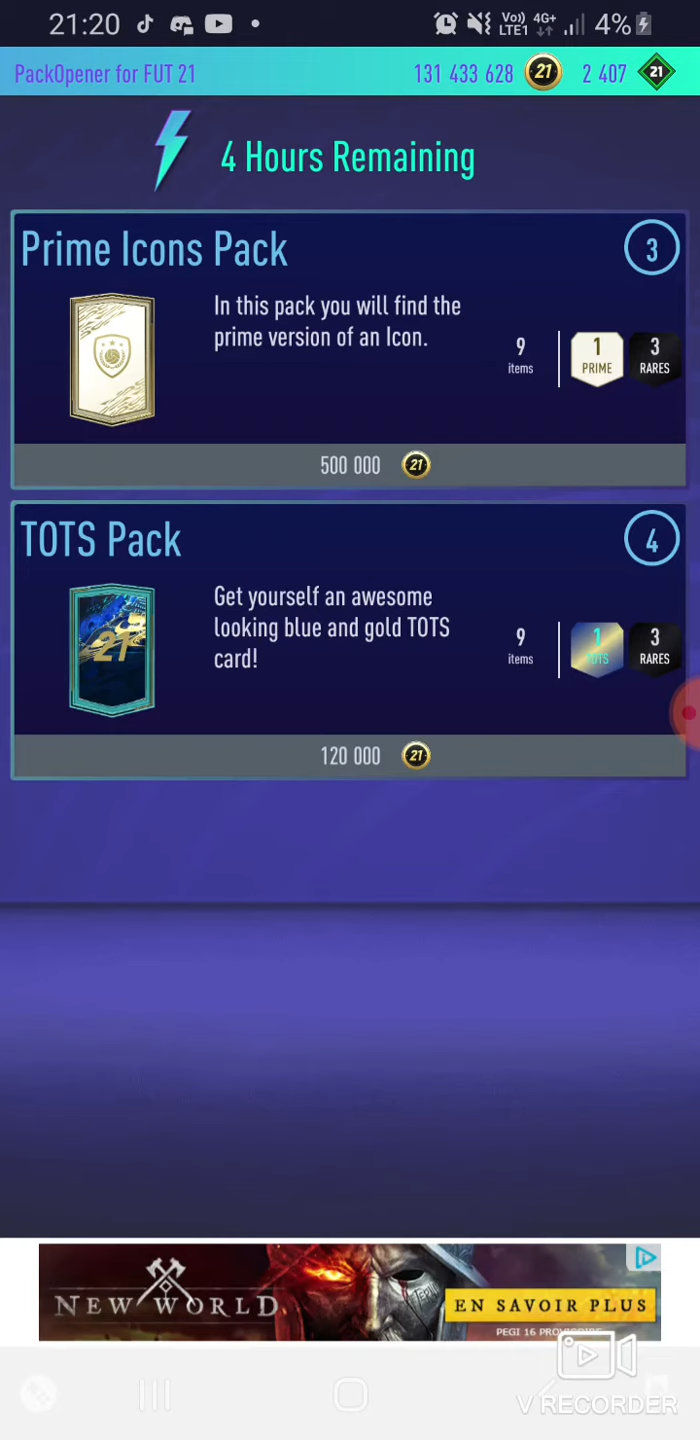 21:20 Vo)) 4G+ 4%
LTE1
PackOpener for FUT 21 131 433 628 21 2 407 21
4 Hours Remaining
Prime Icons Pack 3
In this pack you will find the
prime version of an Icon.
9 items 1 PRIME 3 RARES
500 000 21
TOTS Pack 4
21
Get yourself an awesome
looking blue and gold TOTS
card!
9 items 1 TOTS 3 RARES
120 000 21
NEW WORLD EN SAVOIR PLUS
PEGI 16 PROVISOIRE
V RECORDER